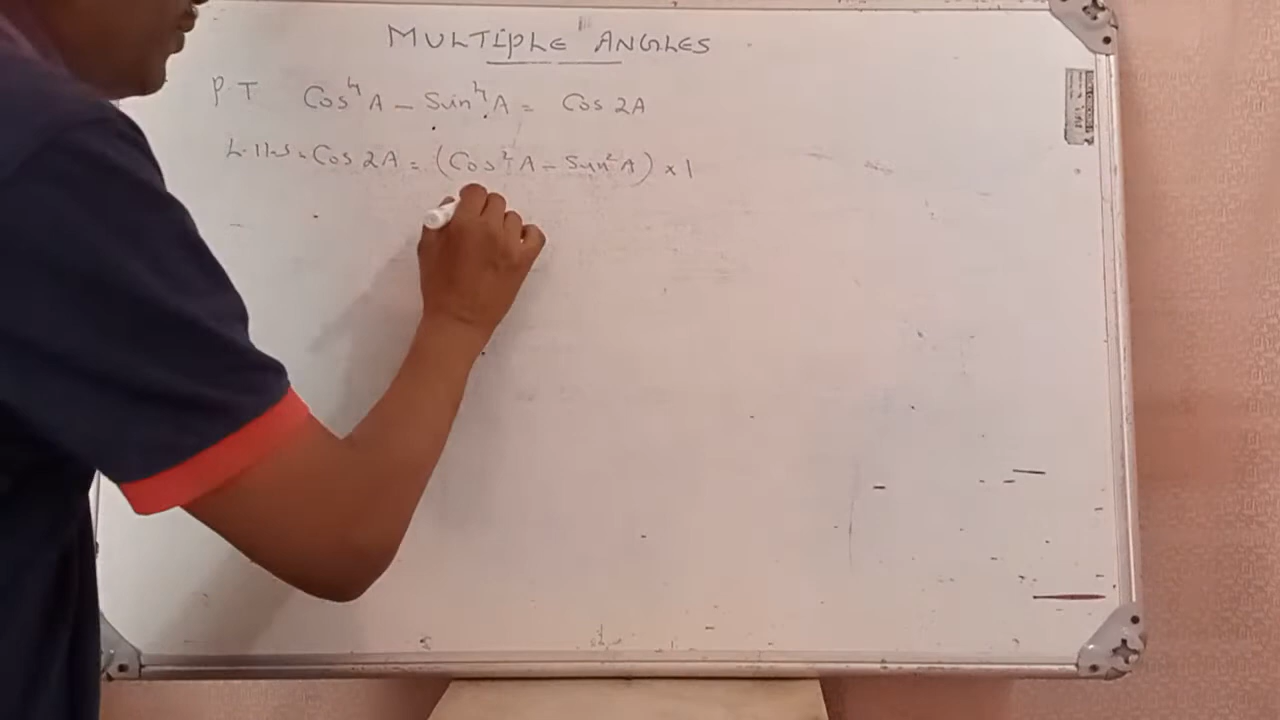 MULTIPLE ANGLES
P.T Cos⁴A - Sin⁴A = Cos 2A
L.H.S = Cos 2A = (Cos²A - Sin²A) × 1